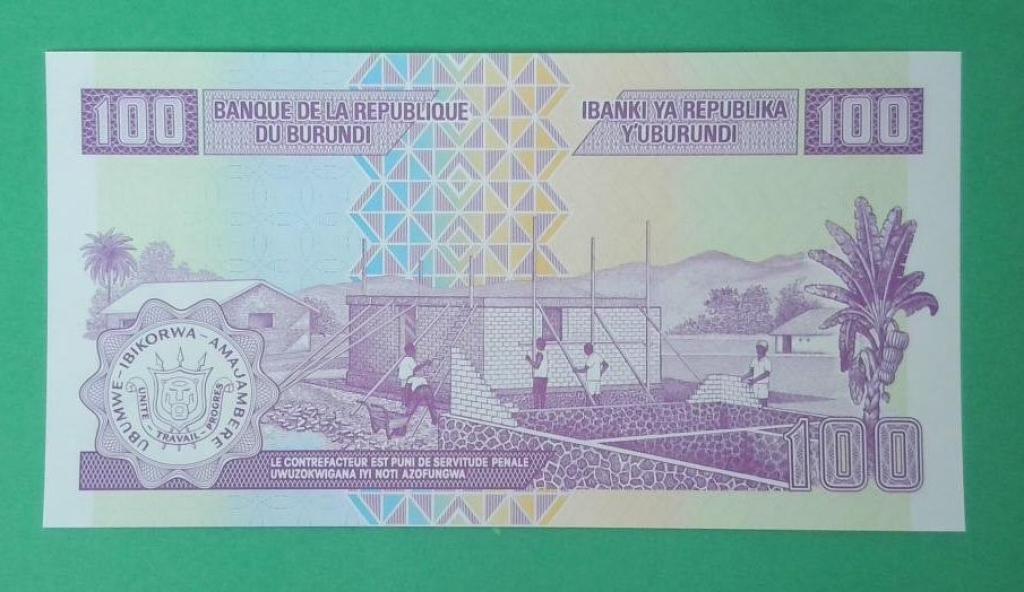 100
BANQUE DE LA REPUBLIQUE
DU BURUNDI
IBANKI YA REPUBLIKA
Y'UBURUNDI
100
UBUMWE-IBIKORWA-AMAJAMBERE
UNITE - TRAVAIL - PROGRES
LE CONTREFACTEUR EST PUNI DE SERVITUDE PENALE
UWUZOKWIGANA IYI NOTI AZOFUNGWA
100